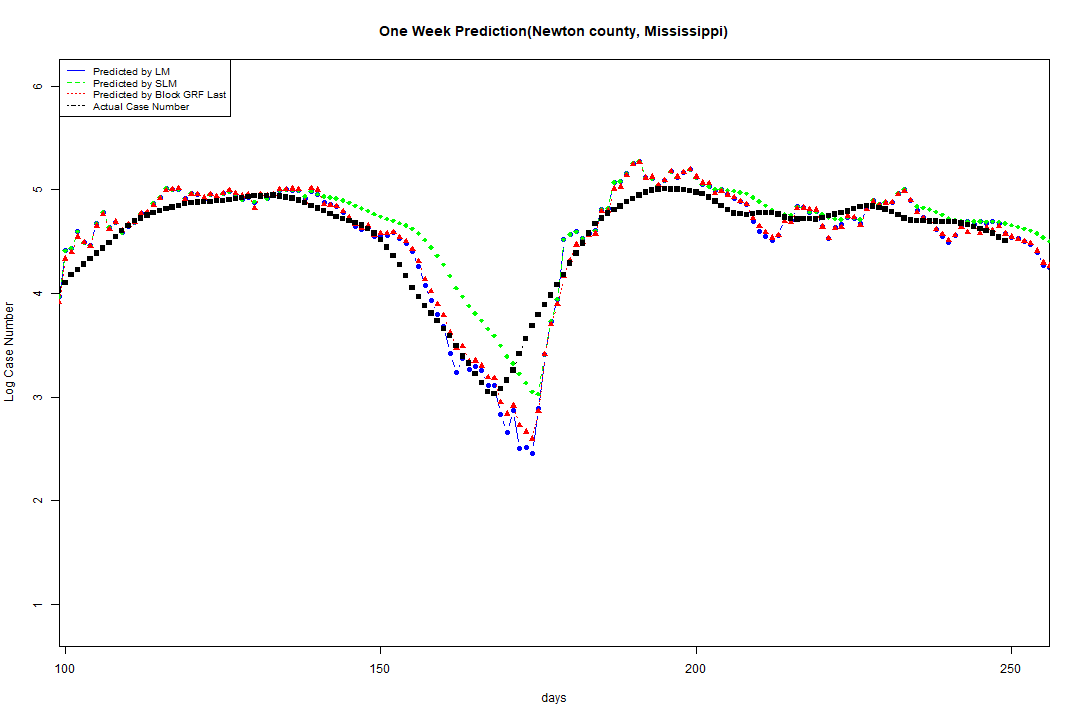 One Week Prediction(Newton county, Mississippi)
Predicted by LM
Predicted by SLM
Predicted by Block GRF Last
Actual Case Number
6
5
4
3
2
1
Log Case Number
100 150 200 250
days